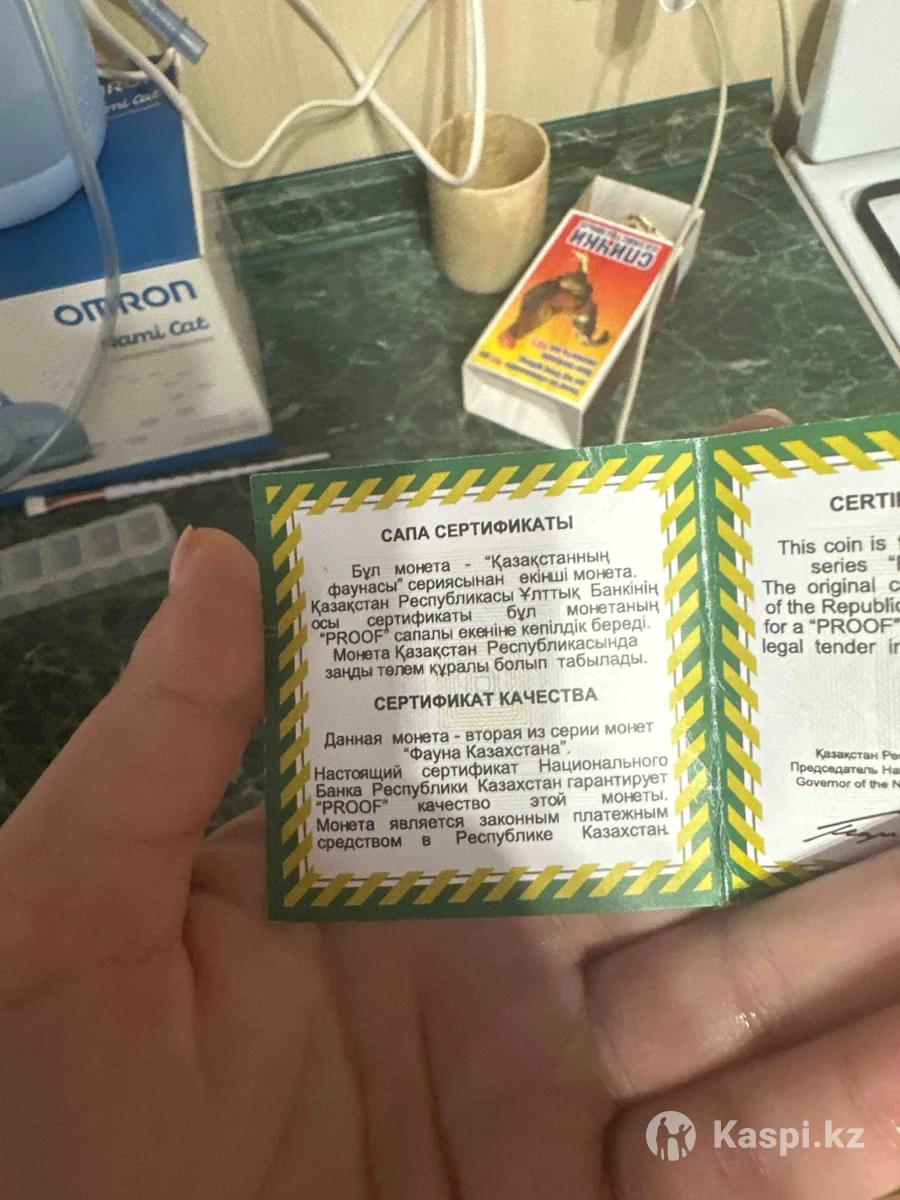 OMRON
Nami Cat
СПИЧКИ
САПА СЕРТИФИКАТЫ
Бұл монета - “Қазақстанның
фаунасы” сериясынан екінші монета.
Қазақстан Республикасы Ұлттық Банкінің
осы сертификаты бұл монетаның
“PROOF” сапалы екеніне кепілдік береді.
Монета Қазақстан Республикасында
заңды төлем құралы болып табылады.
СЕРТИФИКАТ КАЧЕСТВА
Данная монета - вторая из серии монет
“Фауна Казахстана”.
Настоящий сертификат Национального
Банка Республики Казахстан гарантирует
“PROOF” качество этой монеты.
Монета является законным платежным
средством в Республике Казахстан.
CERTI
This coin is
series
The original
of the Republic
for a “PROOF”
legal tender
Қазақстан
Председатель
Governor of the
Kaspi.kz